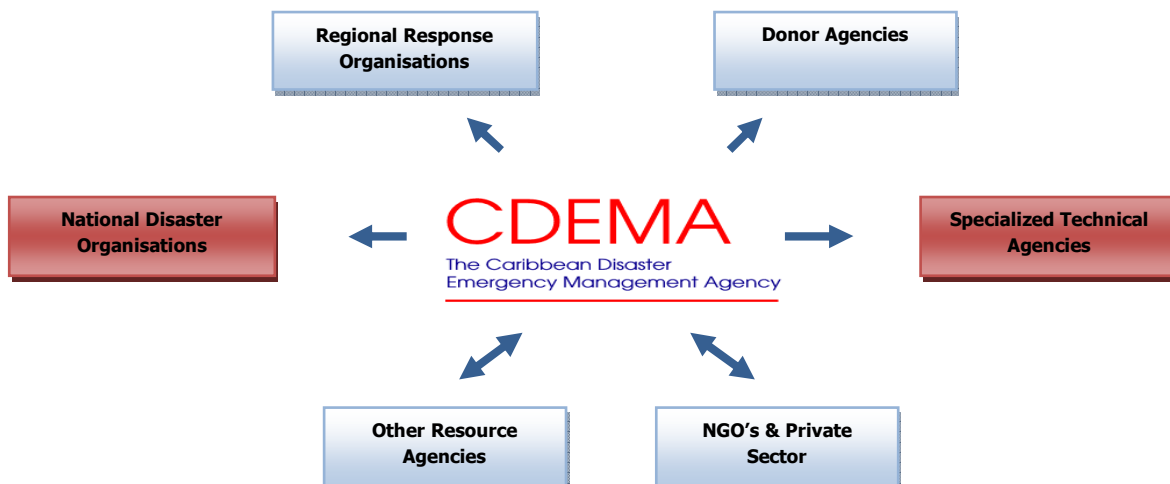 Regional Response
Organisations
Donor Agencies
National Disaster
Organisations
CDEMA
The Caribbean Disaster
Emergency Management Agency
Specialized Technical
Agencies
Other Resource
Agencies
NGO's & Private
Sector